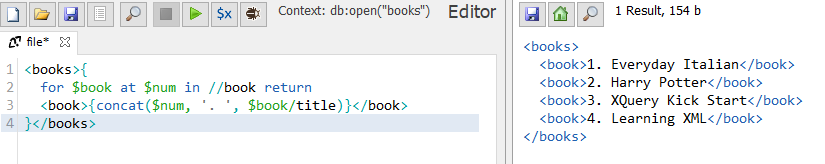 $x
Context: db:open("books")
Editor
1 Result, 154 b
file*
1 <books>{
2 for $book at $num in //book return
3 <book>{concat($num, '. ', $book/title)}</book>
4 }</books>
<books>
<book>1. Everyday Italian</book>
<book>2. Harry Potter</book>
<book>3. XQuery Kick Start</book>
<book>4. Learning XML</book>
</books>